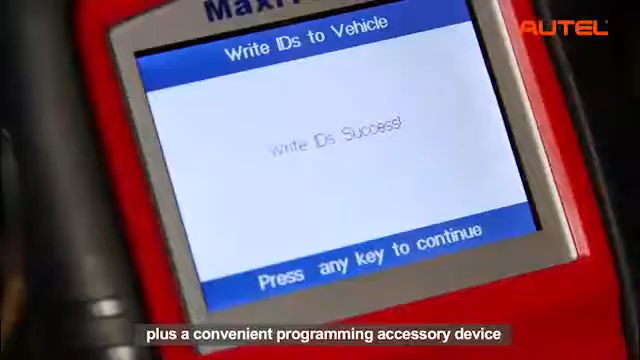 AUTEL
Write IDs to Vehicle
Write IDs Success!
Press any key to continue
plus a convenient programming accessory device